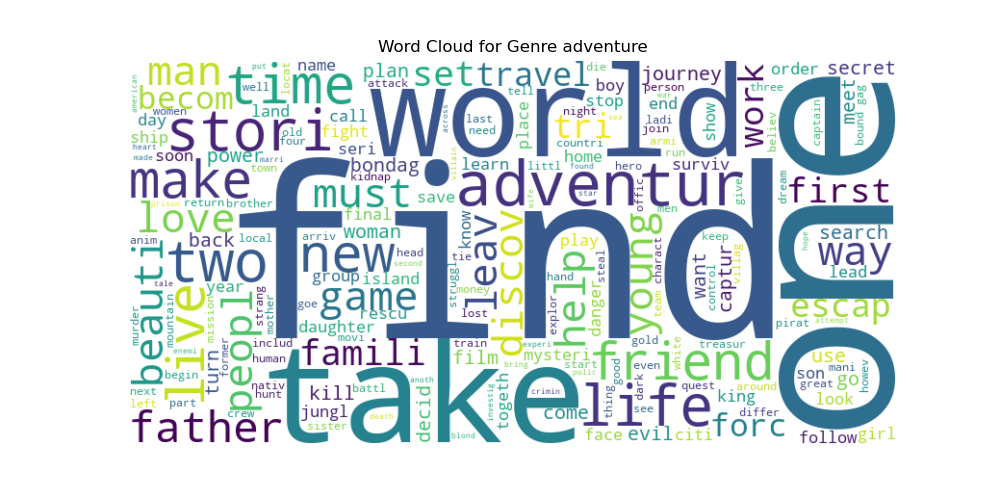 Word Cloud for Genre adventure
man
time
set
travel
world
plan
put
well
locat
name
attack
tell
die
boy
stop
journey
person
end
ladi
join
war
armi
run
show
work
three
order
secret
believ
captain
meet
bound
gag
one
american
becom
day
women
ship
heart
made
land
call
old
four
fight
seri
stori
soon
power
town
marri
bondag
kidnap
across
last
need
villain
learn
littl
place
night
tri
sea
countri
home
hero
found
surviv
make
must
save
adventur
star
wife
offic
men
give
dream
first
prison
return
brother
love
final
woman
know
leav
discov
play
young
keep
hope
search
way
lead
back
local
anim
tale
two
new
arriv
head
second
tie
struggl
find
hand
steal
explor
help
danger
team
charact
want
control
captur
villag
year
group
island
goe
rescu
game
money
lost
gold
treasur
pirat
attempt
escap
beauti
mountain
murder
live
mission
peopl
strang
mother
daughter
movi
enemi
begin
former
turn
includ
human
famili
train
film
experi
bring
mysteri
start
friend
good
even
white
use
son
mani
great
go
howev
look
next
left
part
nativ
hunt
crew
kill
jungl
battl
anoth
take
decid
death
sister
blond
investig
togeth
polic
crimin
come
life
thing
dark
see
quest
king
around
differ
father
face
evil
citi
forc
follow
girl